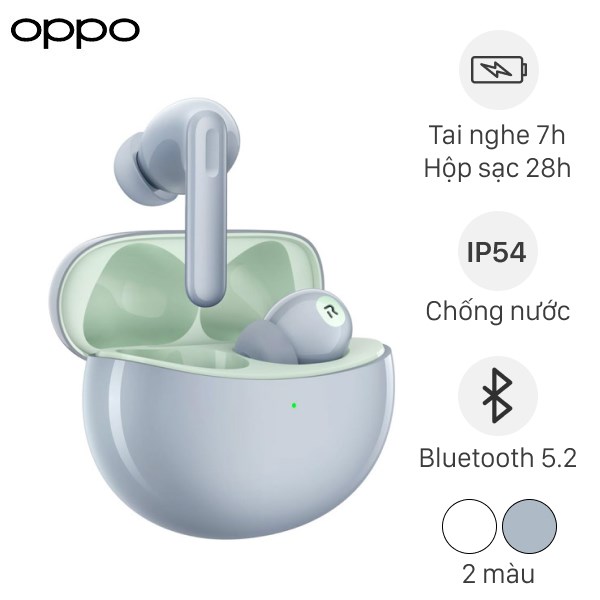 oppo
Tai nghe 7h
Hộp sạc 28h
IP54
Chống nước
R
Bluetooth 5.2
2 màu